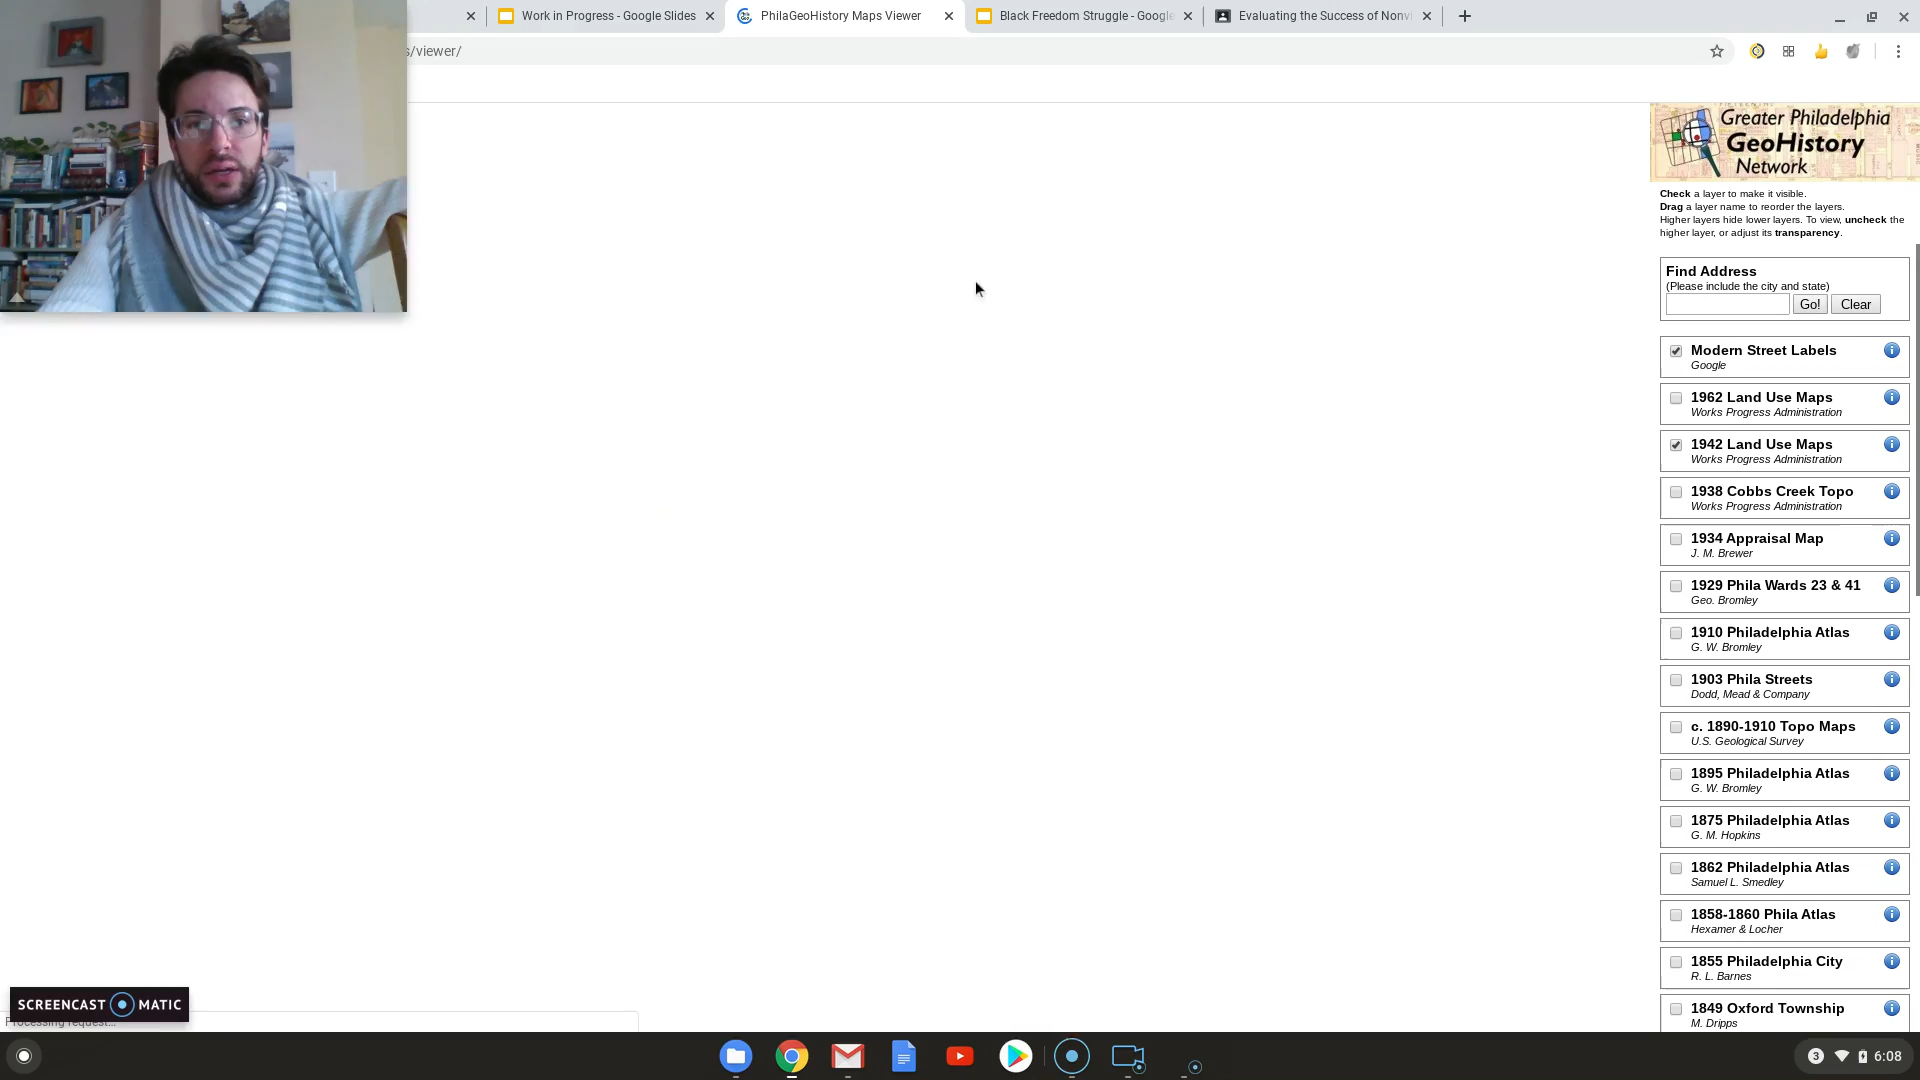 Work in Progress - Google Slides
PhilaGeoHistory Maps Viewer
Black Freedom Struggle - Google
Evaluating the Success of Nonvi
s/viewer/
Greater Philadelphia
GeoHistory
Network
Check a layer to make it visible.
Drag a layer name to reorder the layers.
Higher layers hide lower layers. To view, uncheck the
higher layer, or adjust its transparency.
Find Address
(Please include the city and state)
Go! Clear
Modern Street Labels
Google
1962 Land Use Maps
Works Progress Administration
1942 Land Use Maps
Works Progress Administration
1938 Cobbs Creek Topo
Works Progress Administration
1934 Appraisal Map
J. M. Brewer
1929 Phila Wards 23 & 41
Geo. Bromley
1910 Philadelphia Atlas
G. W. Bromley
1903 Phila Streets
Dodd, Mead & Company
c. 1890-1910 Topo Maps
U.S. Geological Survey
1895 Philadelphia Atlas
G. W. Bromley
1875 Philadelphia Atlas
G. M. Hopkins
1862 Philadelphia Atlas
Samuel L. Smedley
1858-1860 Phila Atlas
Hexamer & Locher
1855 Philadelphia City
R. L. Barnes
1849 Oxford Township
M. Dripps
SCREENCAST MATIC
Processing request...
3 6:08